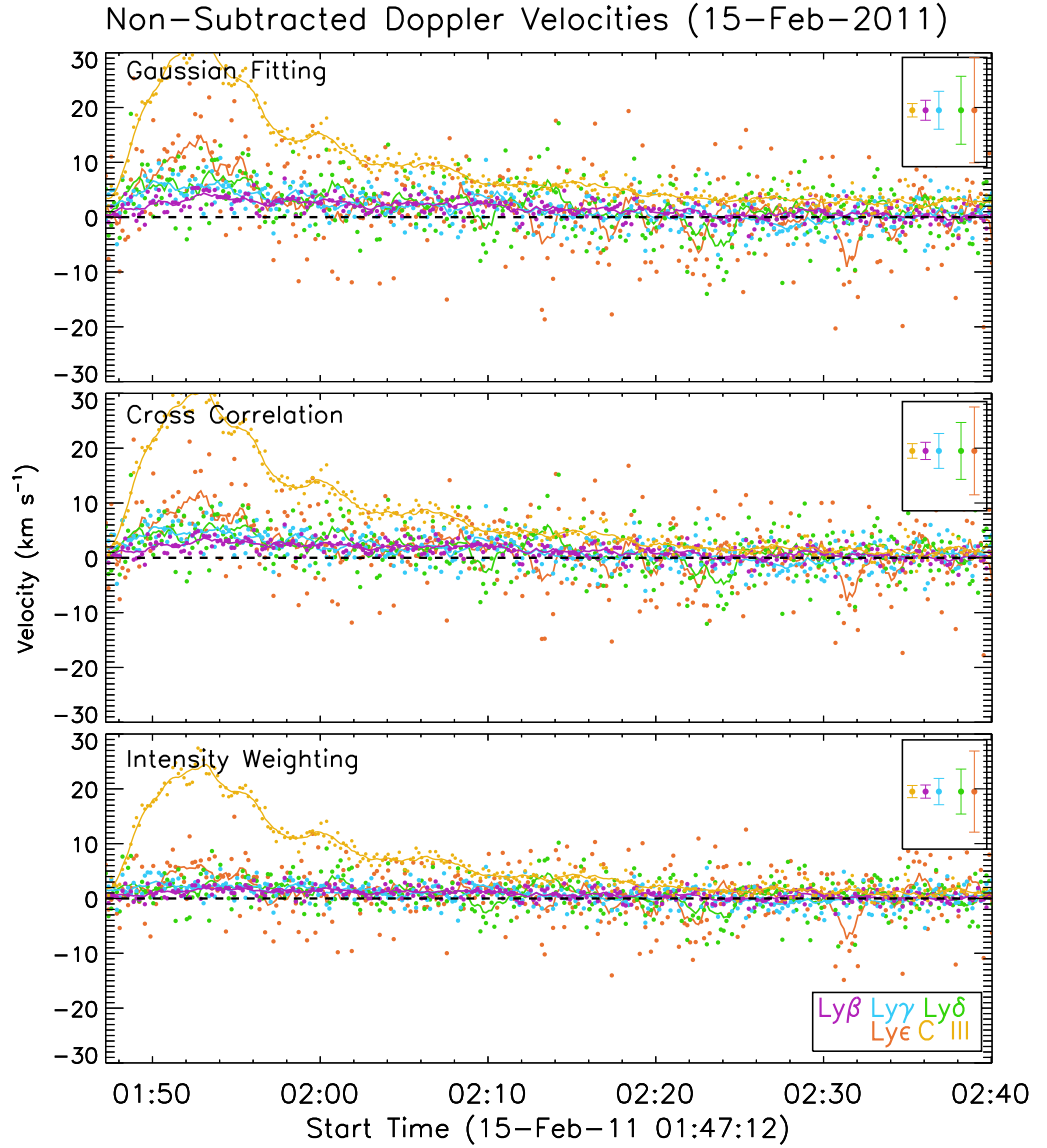 Non-Subtracted Doppler Velocities (15-Feb-2011)
Gaussian Fitting
30
20
10
0
-10
-20
-30
Cross Correlation
30
20
10
0
-10
-20
-30
Velocity (km s⁻¹)
Intensity Weighting
30
20
10
0
-10
-20
-30
Lyβ Lyγ Lyδ
Lyϵ C III
01:50 02:00 02:10 02:20 02:30 02:40
Start Time (15-Feb-11 01:47:12)